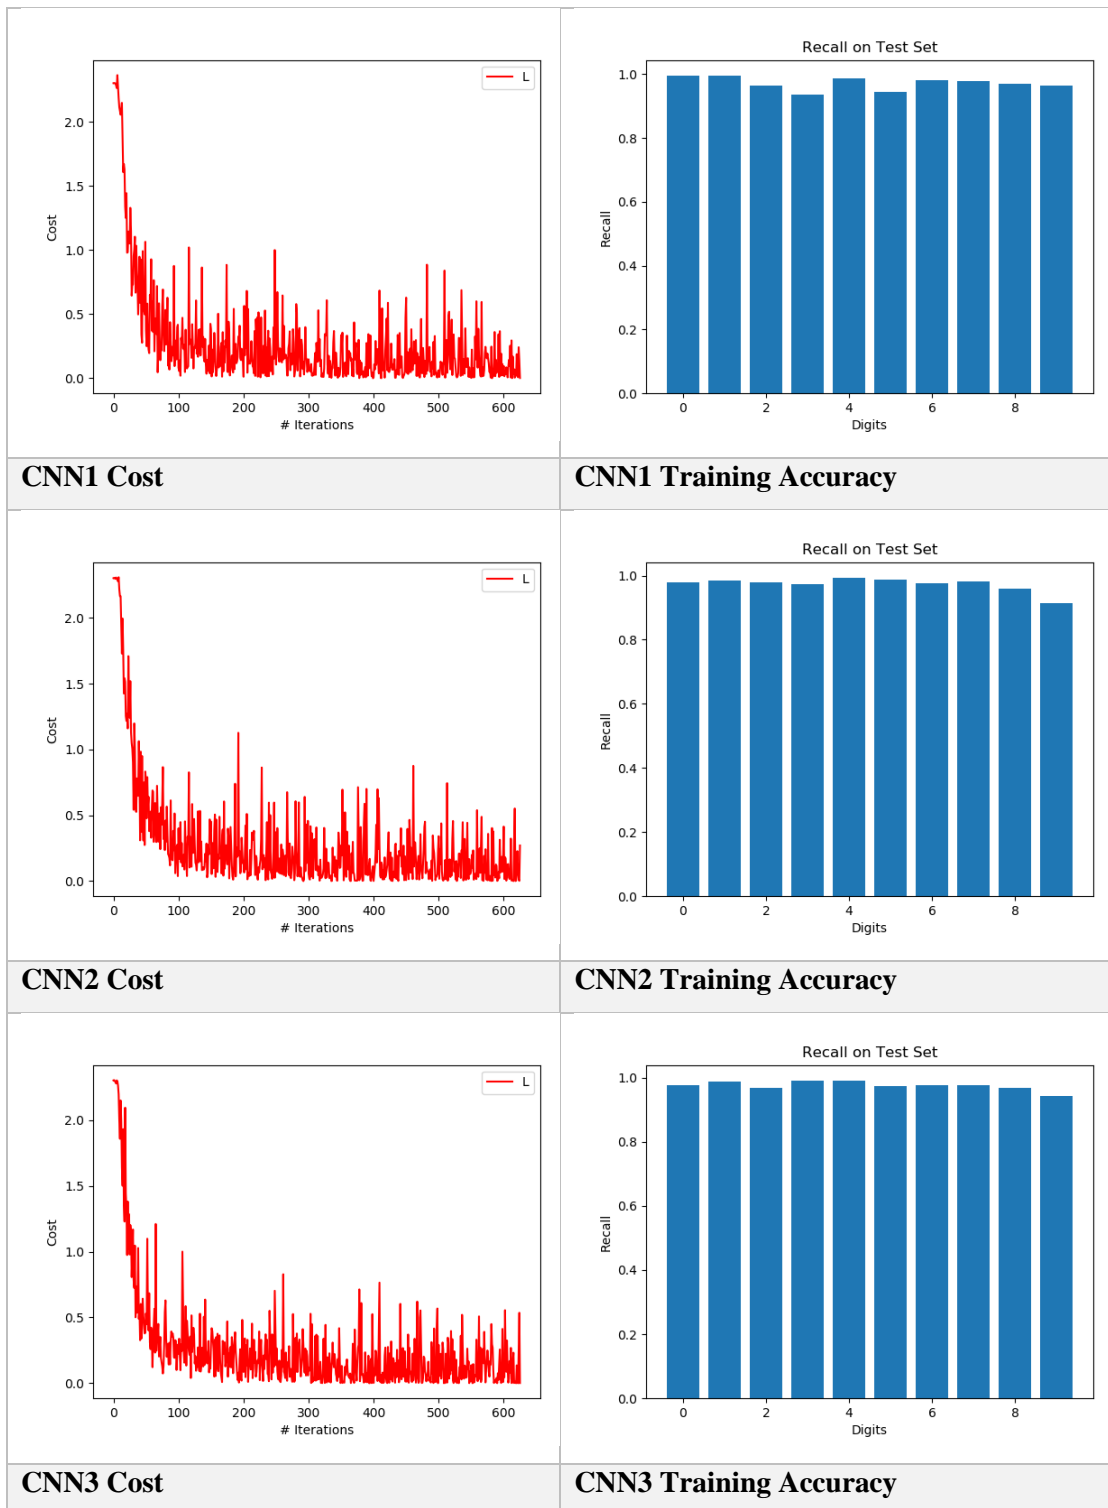 L
2.0
1.5
1.0
0.5
0.0
Cost
0 100 200 300 400 500 600
# Iterations
Recall on Test Set
1.0
0.8
0.6
0.4
0.2
0.0
Recall
0 2 4 6 8
Digits
CNN1 Cost
CNN1 Training Accuracy
L
2.0
1.5
1.0
0.5
0.0
Cost
0 100 200 300 400 500 600
# Iterations
Recall on Test Set
1.0
0.8
0.6
0.4
0.2
0.0
Recall
0 2 4 6 8
Digits
CNN2 Cost
CNN2 Training Accuracy
L
2.0
1.5
1.0
0.5
0.0
Cost
0 100 200 300 400 500 600
# Iterations
Recall on Test Set
1.0
0.8
0.6
0.4
0.2
0.0
Recall
0 2 4 6 8
Digits
CNN3 Cost
CNN3 Training Accuracy